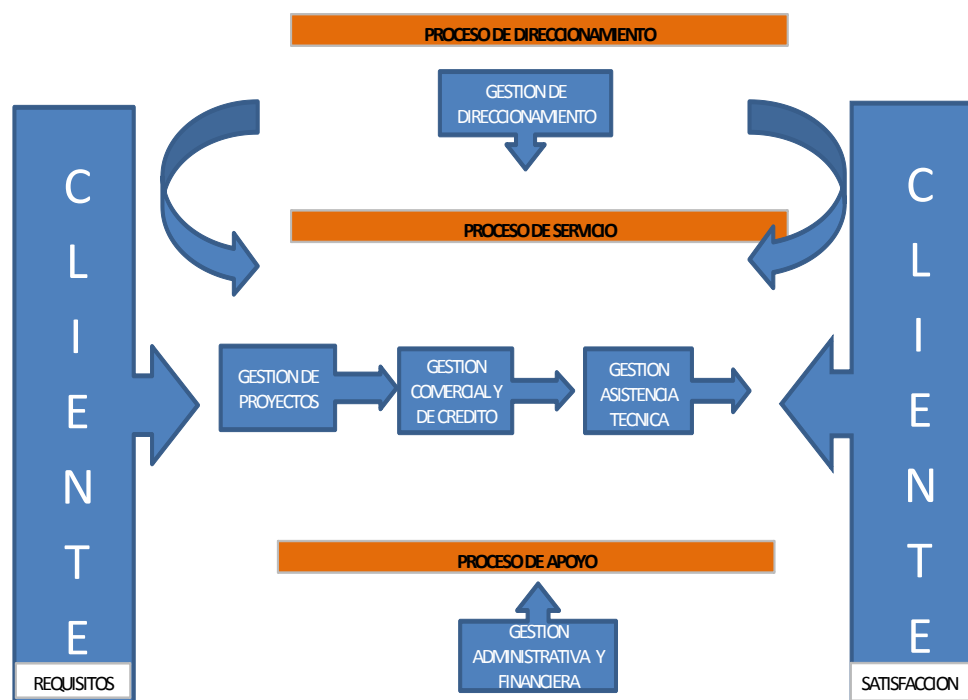 PROCESO DE DIRECCIONAMIENTO
GESTION DE
DIRECCIONAMIENTO
C
L
I
E
N
T
E
REQUISITOS
PROCESO DE SERVICIO
GESTION DE
PROYECTOS
GESTION
COMERCIAL Y
DE CREDITO
GESTION
ASISTENCIA
TECNICA
PROCESO DE APOYO
GESTION
ADMINISTRATIVA Y
FINANCIERA
C
L
I
E
N
T
E
SATISFACCION